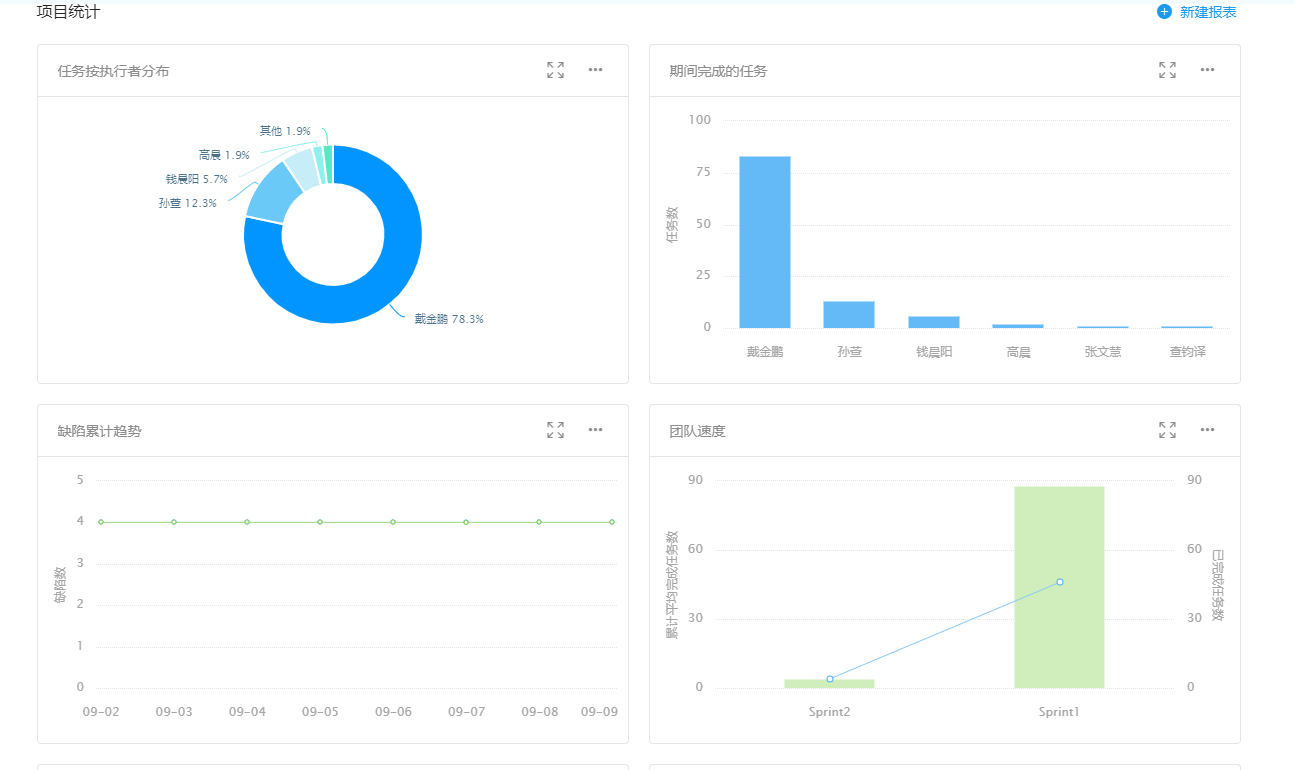 项目统计
新建报表
任务按执行者分布
其他 1.9%
高晨 1.9%
钱晨阳 5.7%
孙萱 12.3%
戴金鹏 78.3%
期间完成的任务
任务数
100
75
50
25
0
戴金鹏 孙萱 钱晨阳 高晨 张文慧 查钧译
缺陷累计趋势
缺陷数
5
4
3
2
1
0
09-02 09-03 09-04 09-05 09-06 09-07 09-08 09-09
团队速度
累计平均完成任务数
90 90
60 60
30 30
0 0
已完成任务数
Sprint2 Sprint1